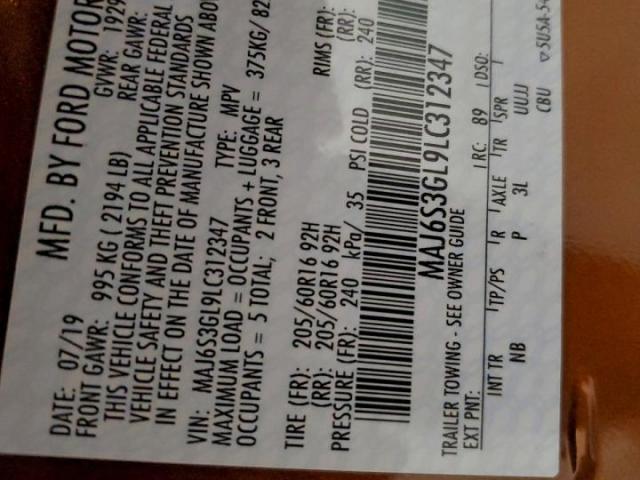 MFD. BY FORD MOTOR
DATE: 07/19 GVWR: 1929
FRONT GAWR: 995 KG ( 2194 LB) REAR GAWR:
THIS VEHICLE CONFORMS TO ALL APPLICABLE FEDERAL
VEHICLE SAFETY AND THEFT PREVENTION STANDARDS
IN EFFECT ON THE DATE OF MANUFACTURE SHOWN ABO
VIN: MAJ6S3GL9LC312347 TYPE: MPV
MAXIMUM LOAD = OCCUPANTS + LUGGAGE = 375KG/ 82
OCCUPANTS = 5 TOTAL; 2 FRONT, 3 REAR
TIRE (FR): 205/60R16 92H RIMS (FR):
(RR): 205/60R16 92H (RR):
PRESSURE (FR): 240 kPa/ 35 PSI COLD (RR): 240
MAJ6S3GL9LC312347
TRAILER TOWING - SEE OWNER GUIDE
EXT PNT: RC: 89 DSO:
INT TR TP/PS R AXLE TR SPR
NB P 3L UUJJ
CBU